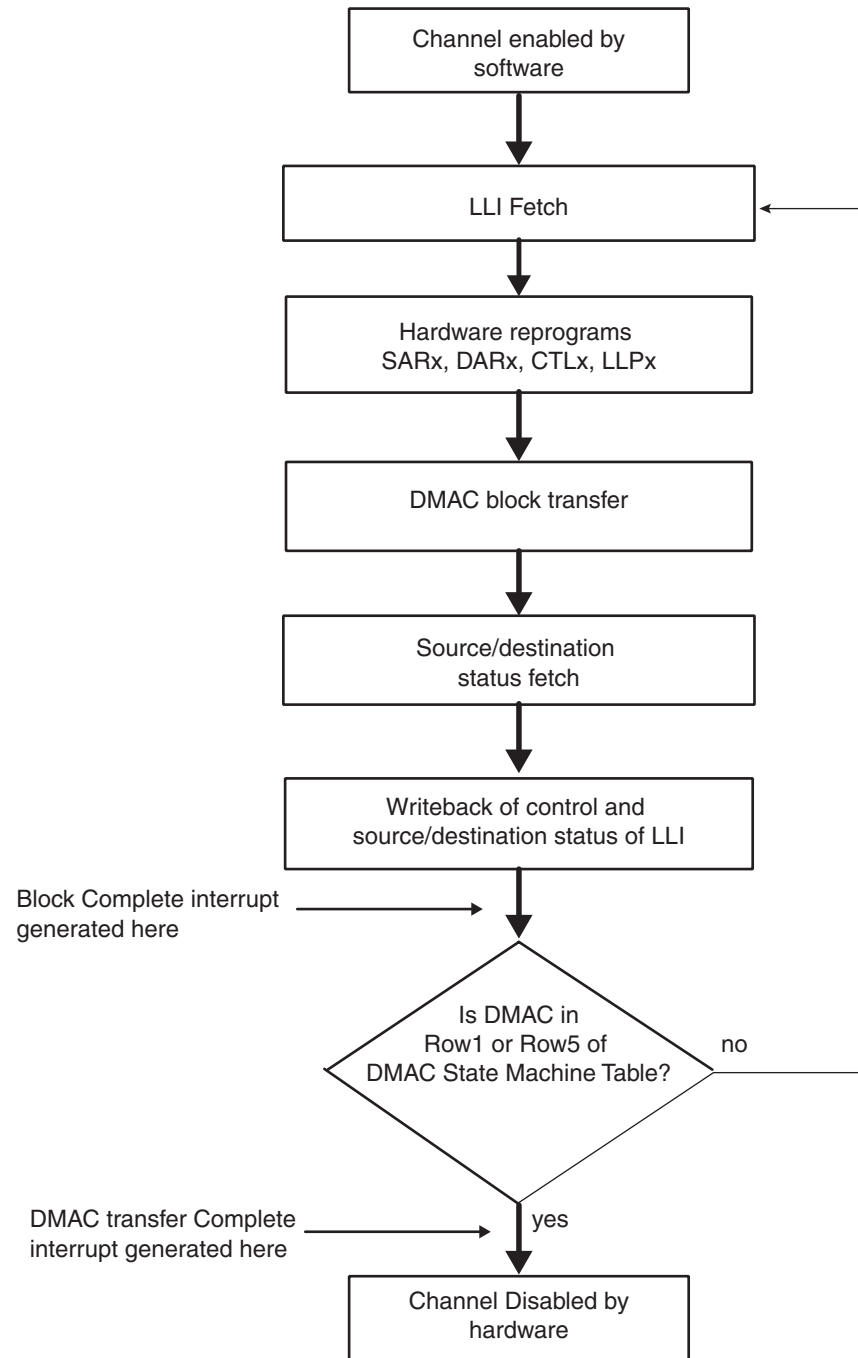 Channel enabled by
software
LLI Fetch
Hardware reprograms
SARx, DARx, CTLx, LLPx
DMAC block transfer
Source/destination
status fetch
Writeback of control and
source/destination status of LLI
Block Complete interrupt
generated here
Is DMAC in
Row1 or Row5 of
DMAC State Machine Table?
no
DMAC transfer Complete
interrupt generated here
yes
Channel Disabled by
hardware